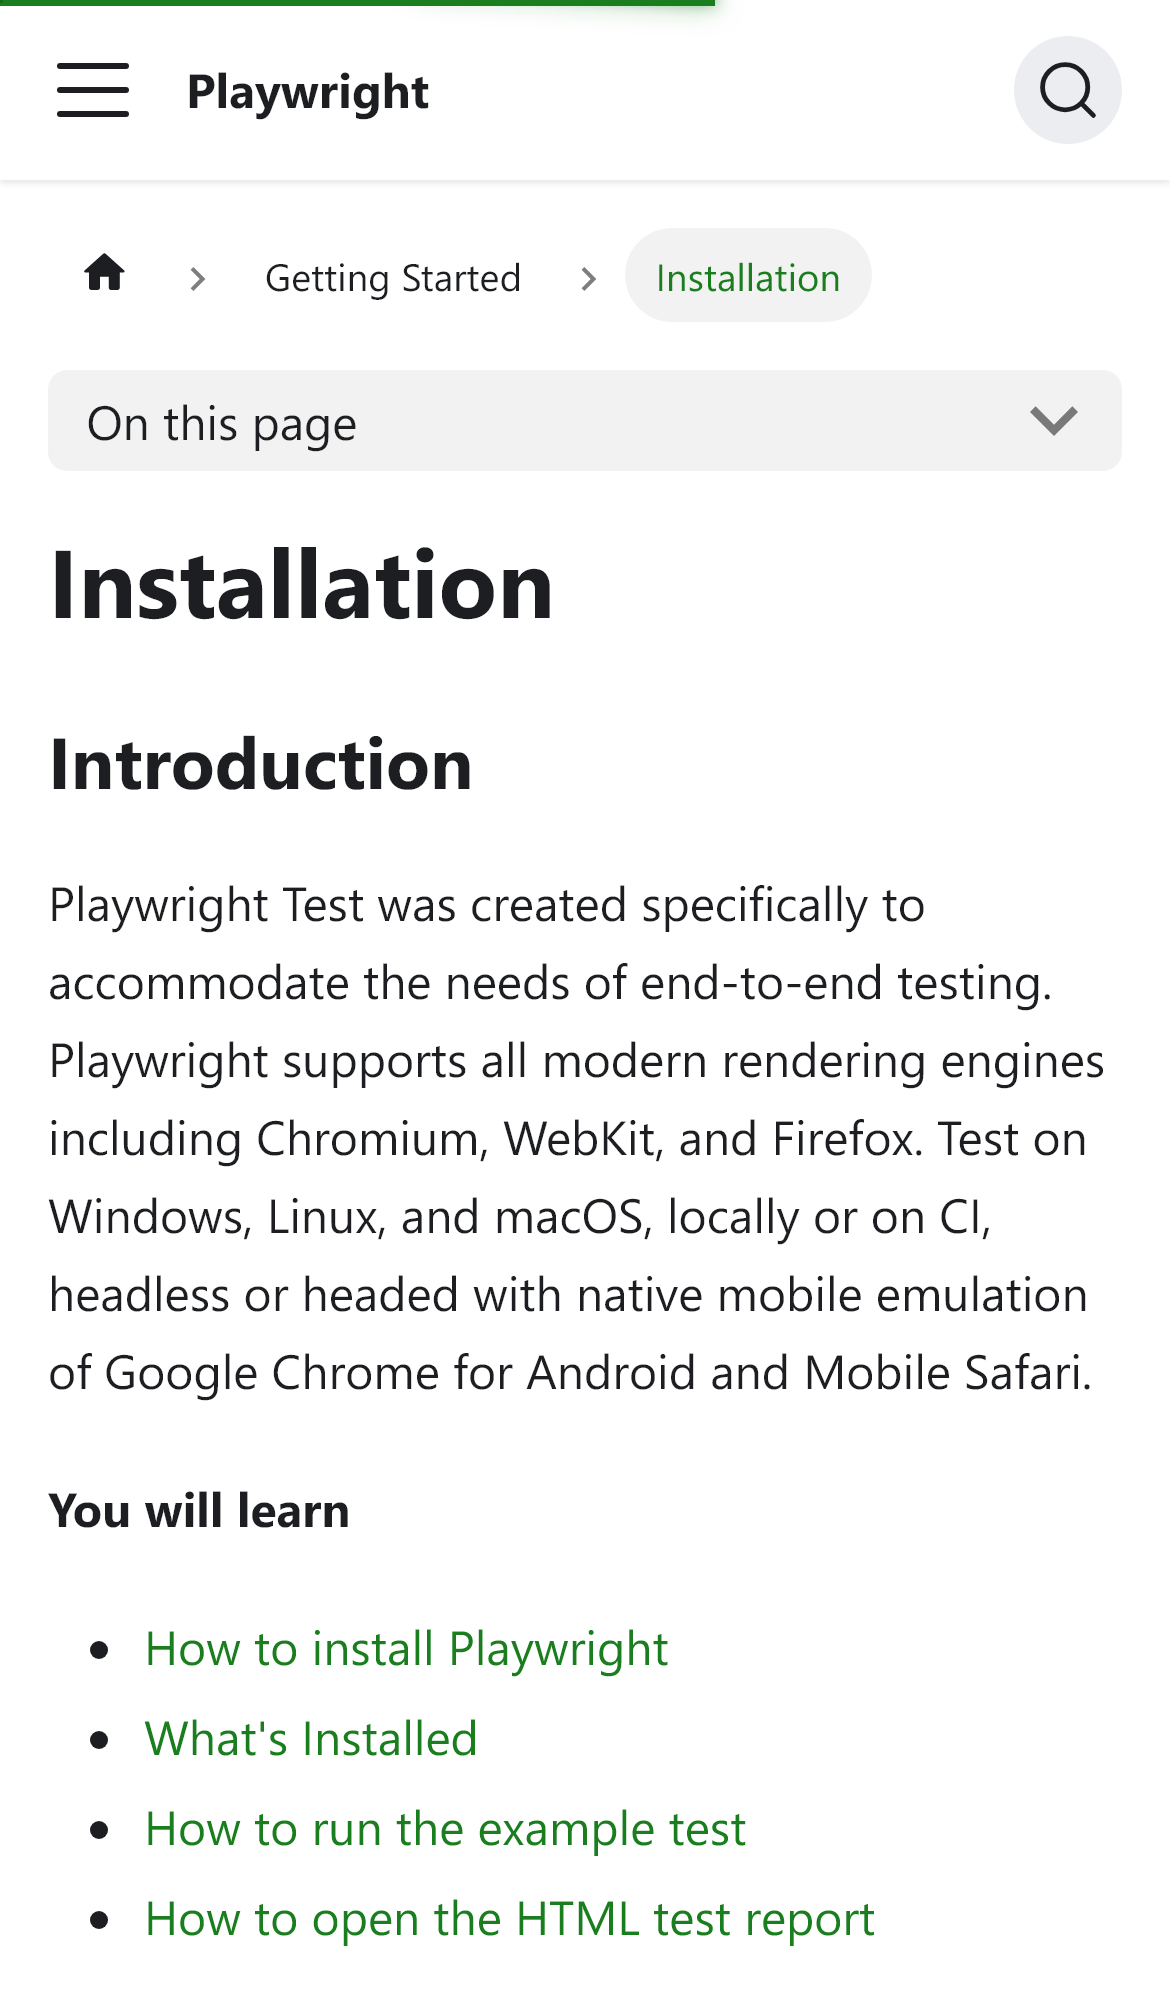 Playwright
Getting Started
Installation
On this page
Installation
Introduction
Playwright Test was created specifically to
accommodate the needs of end-to-end testing.
Playwright supports all modern rendering engines
including Chromium, WebKit, and Firefox. Test on
Windows, Linux, and macOS, locally or on CI,
headless or headed with native mobile emulation
of Google Chrome for Android and Mobile Safari.
You will learn
How to install Playwright
What's Installed
How to run the example test
How to open the HTML test report